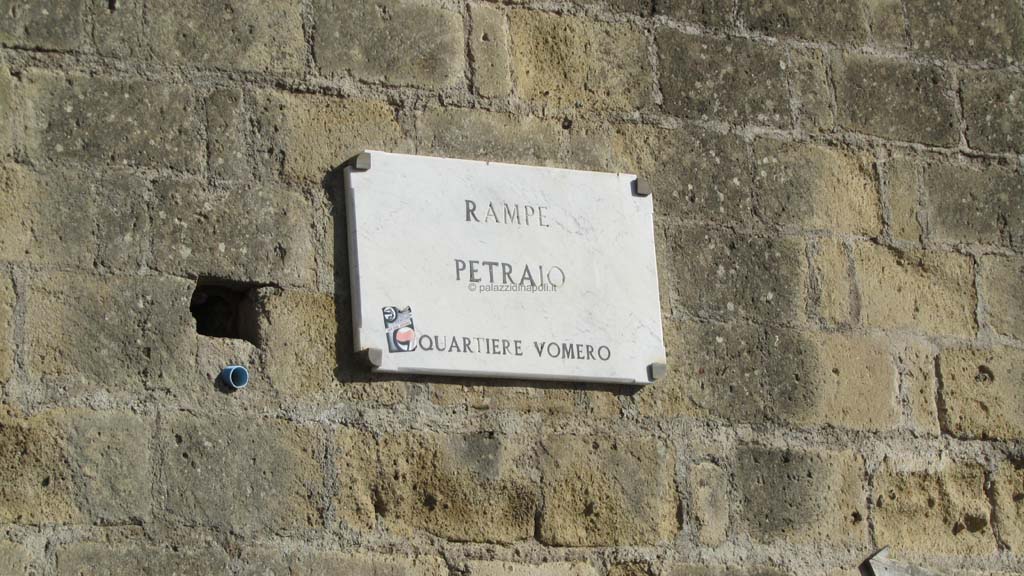 RAMPE
PETRAIO
© palazzidinapoli.it
QUARTIERE VOMERO